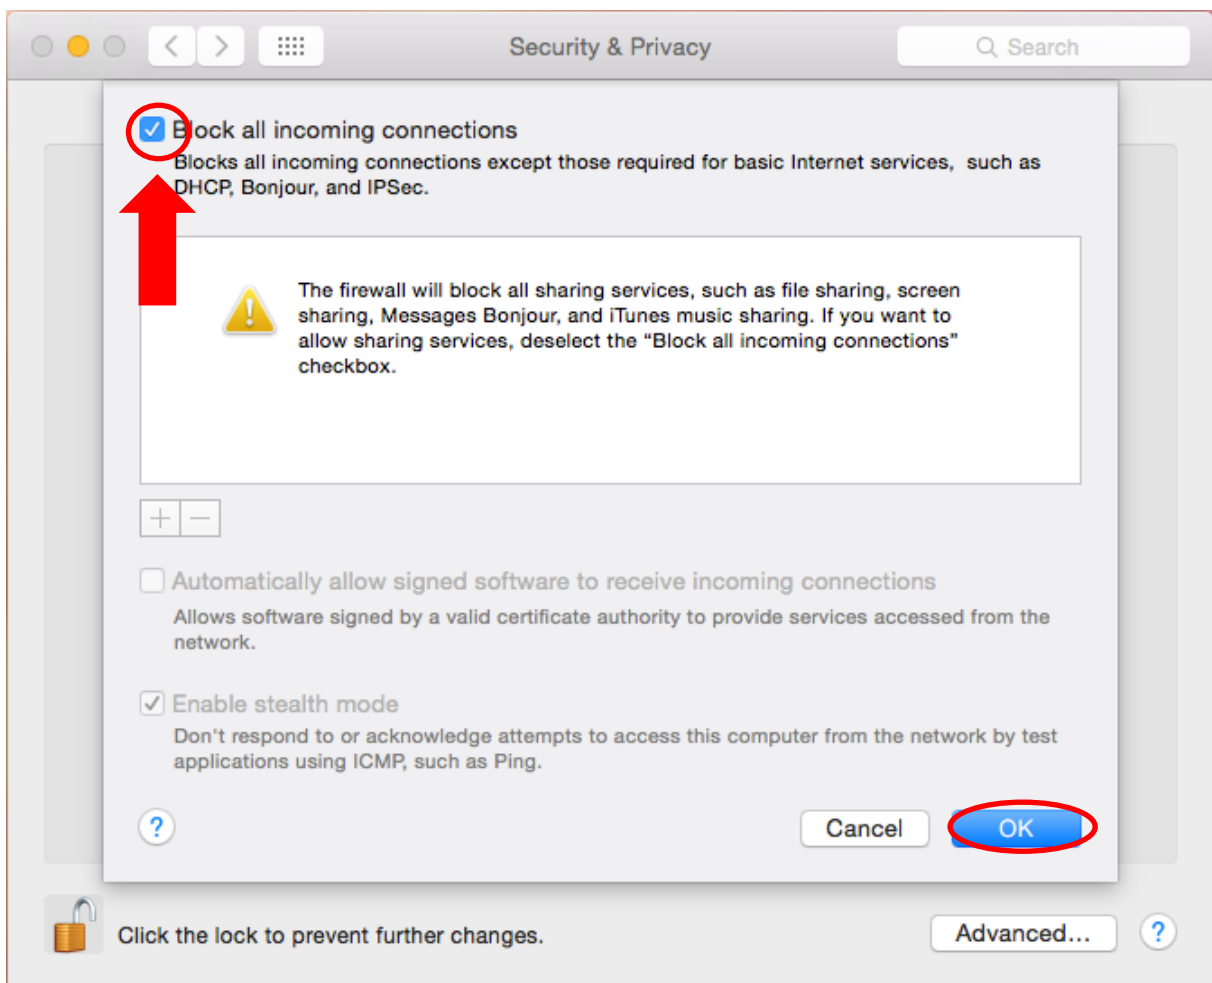 Security & Privacy
Search
Block all incoming connections
Blocks all incoming connections except those required for basic Internet services, such as
DHCP, Bonjour, and IPSec.
The firewall will block all sharing services, such as file sharing, screen
sharing, Messages Bonjour, and iTunes music sharing. If you want to
allow sharing services, deselect the “Block all incoming connections”
checkbox.
Automatically allow signed software to receive incoming connections
Allows software signed by a valid certificate authority to provide services accessed from the
network.
Enable stealth mode
Don't respond to or acknowledge attempts to access this computer from the network by test
applications using ICMP, such as Ping.
?
Cancel
OK
Click the lock to prevent further changes.
Advanced...
?